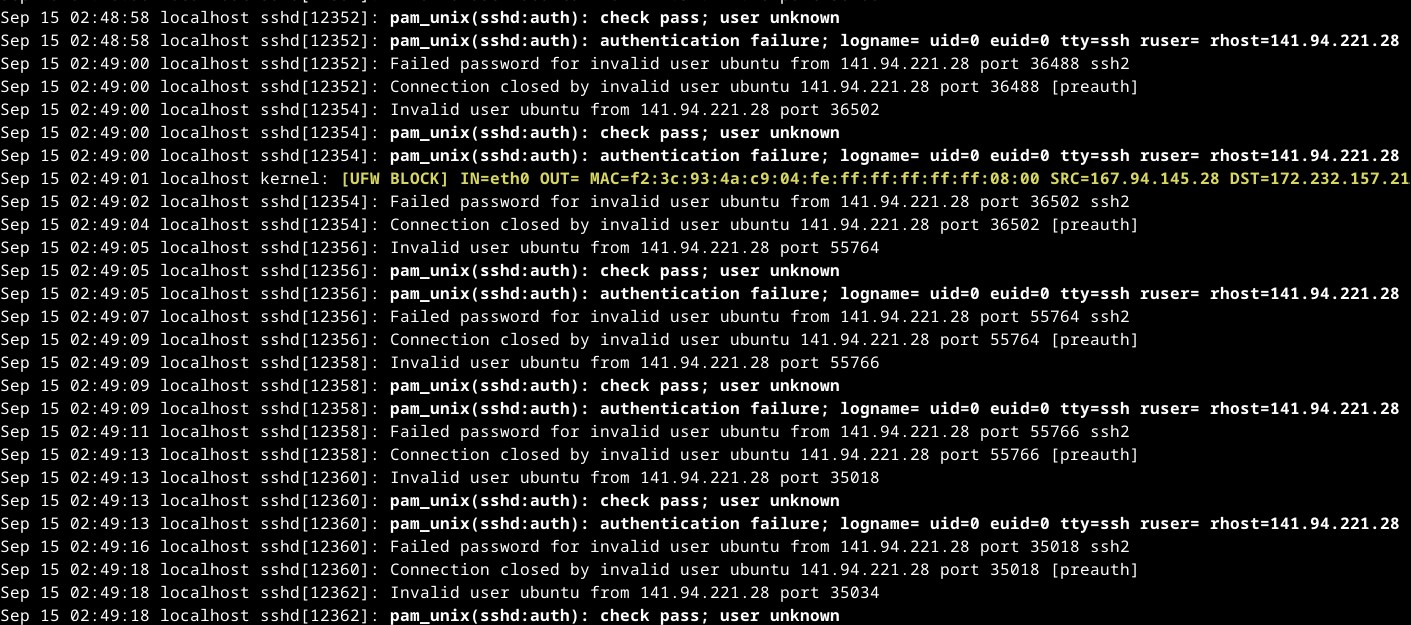 Sep 15 02:48:58 localhost sshd[12352]: pam_unix(sshd:auth): check pass; user unknown
Sep 15 02:48:58 localhost sshd[12352]: pam_unix(sshd:auth): authentication failure; logname= uid=0 euid=0 tty=ssh ruser= rhost=141.94.221.28
Sep 15 02:49:00 localhost sshd[12352]: Failed password for invalid user ubuntu from 141.94.221.28 port 36488 ssh2
Sep 15 02:49:00 localhost sshd[12352]: Connection closed by invalid user ubuntu 141.94.221.28 port 36488 [preauth]
Sep 15 02:49:00 localhost sshd[12354]: Invalid user ubuntu from 141.94.221.28 port 36502
Sep 15 02:49:00 localhost sshd[12354]: pam_unix(sshd:auth): check pass; user unknown
Sep 15 02:49:00 localhost sshd[12354]: pam_unix(sshd:auth): authentication failure; logname= uid=0 euid=0 tty=ssh ruser= rhost=141.94.221.28
Sep 15 02:49:01 localhost kernel: [UFW BLOCK] IN=eth0 OUT= MAC=f2:3c:93:4a:c9:04:fe:ff:ff:ff:ff:ff:08:00 SRC=167.94.145.28 DST=172.232.157.21
Sep 15 02:49:02 localhost sshd[12354]: Failed password for invalid user ubuntu from 141.94.221.28 port 36502 ssh2
Sep 15 02:49:04 localhost sshd[12354]: Connection closed by invalid user ubuntu 141.94.221.28 port 36502 [preauth]
Sep 15 02:49:05 localhost sshd[12356]: Invalid user ubuntu from 141.94.221.28 port 55764
Sep 15 02:49:05 localhost sshd[12356]: pam_unix(sshd:auth): check pass; user unknown
Sep 15 02:49:05 localhost sshd[12356]: pam_unix(sshd:auth): authentication failure; logname= uid=0 euid=0 tty=ssh ruser= rhost=141.94.221.28
Sep 15 02:49:07 localhost sshd[12356]: Failed password for invalid user ubuntu from 141.94.221.28 port 55764 ssh2
Sep 15 02:49:09 localhost sshd[12356]: Connection closed by invalid user ubuntu 141.94.221.28 port 55764 [preauth]
Sep 15 02:49:09 localhost sshd[12358]: Invalid user ubuntu from 141.94.221.28 port 55766
Sep 15 02:49:09 localhost sshd[12358]: pam_unix(sshd:auth): check pass; user unknown
Sep 15 02:49:09 localhost sshd[12358]: pam_unix(sshd:auth): authentication failure; logname= uid=0 euid=0 tty=ssh ruser= rhost=141.94.221.28
Sep 15 02:49:11 localhost sshd[12358]: Failed password for invalid user ubuntu from 141.94.221.28 port 55766 ssh2
Sep 15 02:49:13 localhost sshd[12358]: Connection closed by invalid user ubuntu 141.94.221.28 port 55766 [preauth]
Sep 15 02:49:13 localhost sshd[12360]: Invalid user ubuntu from 141.94.221.28 port 35018
Sep 15 02:49:13 localhost sshd[12360]: pam_unix(sshd:auth): check pass; user unknown
Sep 15 02:49:13 localhost sshd[12360]: pam_unix(sshd:auth): authentication failure; logname= uid=0 euid=0 tty=ssh ruser= rhost=141.94.221.28
Sep 15 02:49:16 localhost sshd[12360]: Failed password for invalid user ubuntu from 141.94.221.28 port 35018 ssh2
Sep 15 02:49:18 localhost sshd[12360]: Connection closed by invalid user ubuntu 141.94.221.28 port 35018 [preauth]
Sep 15 02:49:18 localhost sshd[12362]: Invalid user ubuntu from 141.94.221.28 port 35034
Sep 15 02:49:18 localhost sshd[12362]: pam_unix(sshd:auth): check pass; user unknown